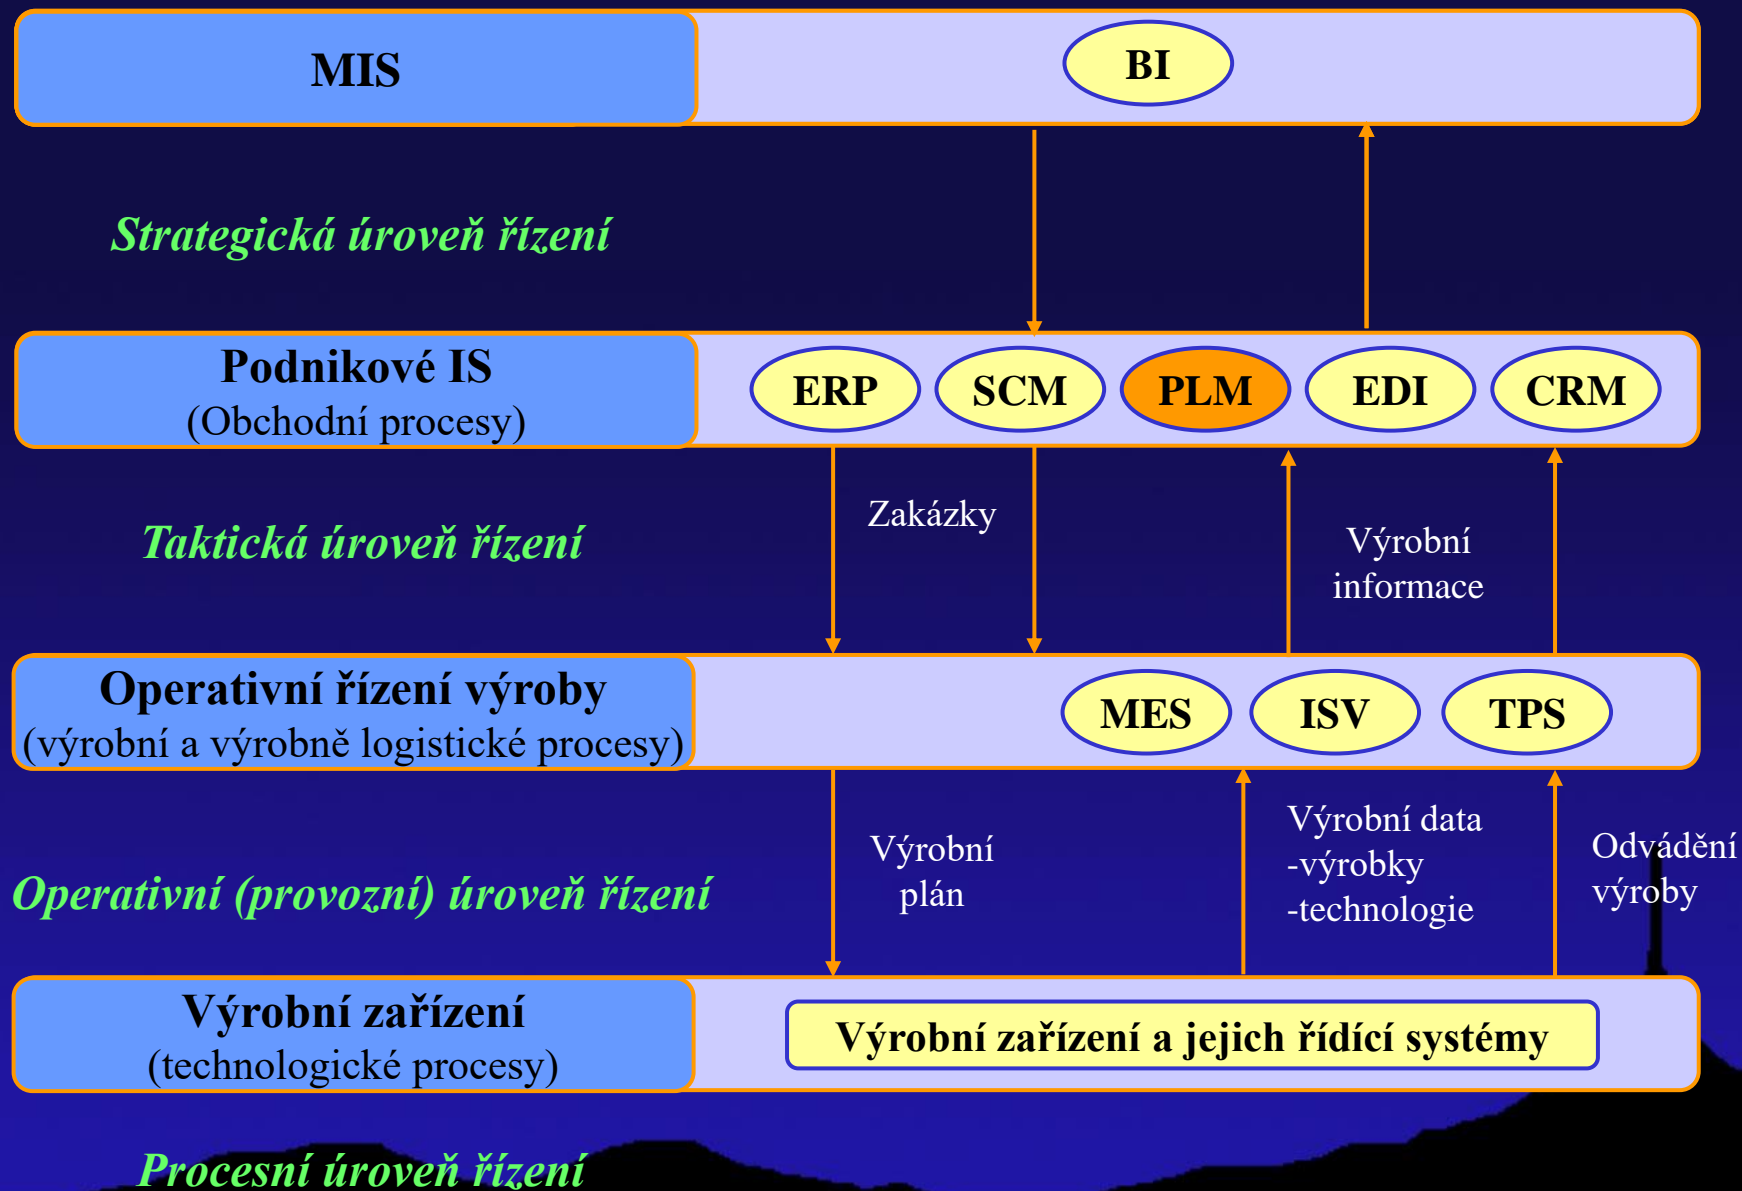 MIS
BI
Strategická úroveň řízení
Podnikové IS
(Obchodní procesy)
ERP
SCM
PLM
EDI
CRM
Zakázky
Výrobní
informace
Taktická úroveň řízení
Operativní řízení výroby
(výrobní a výrobně logistické procesy)
MES
ISV
TPS
Výrobní
plán
Výrobní data
-výrobky
-technologie
Odvádění
výroby
Operativní (provozní) úroveň řízení
Výrobní zařízení
(technologické procesy)
Výrobní zařízení a jejich řídící systémy
Procesní úroveň řízení